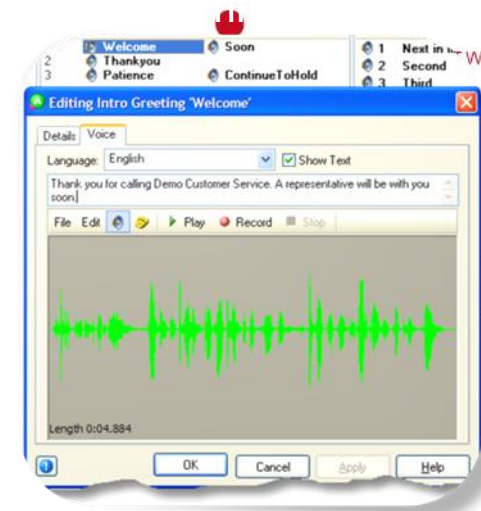 Welcome Soon 1 Next in
2 Thankyou 2 Second
3 Patience ContinueToHold 3 Third
Editing Intro Greeting 'Welcome'
Details Voice
Language: English Show Text
Thank you for calling Demo Customer Service. A representative will be with you
soon.
File Edit Play Record Stop
Length 0:04.884
OK Cancel Apply Help